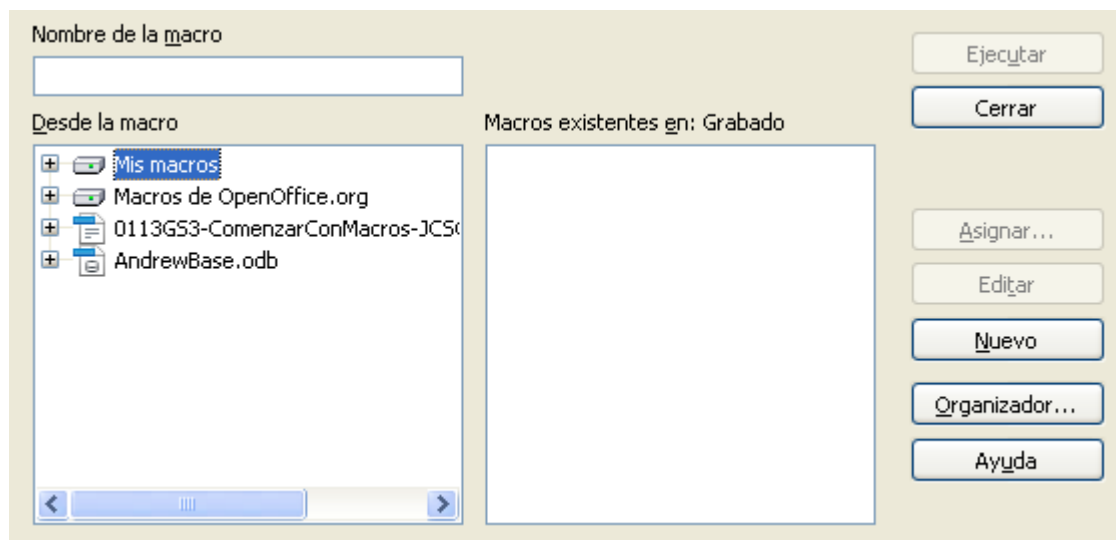 Nombre de la macro
Desde la macro
Mis macros
Macros de OpenOffice.org
0113GS3-ComenzarConMacros-JCS
AndrewBase.odb
Macros existentes en: Grabado
Ejecutar
Cerrar
Asignar...
Editar
Nuevo
Organizador...
Ayuda